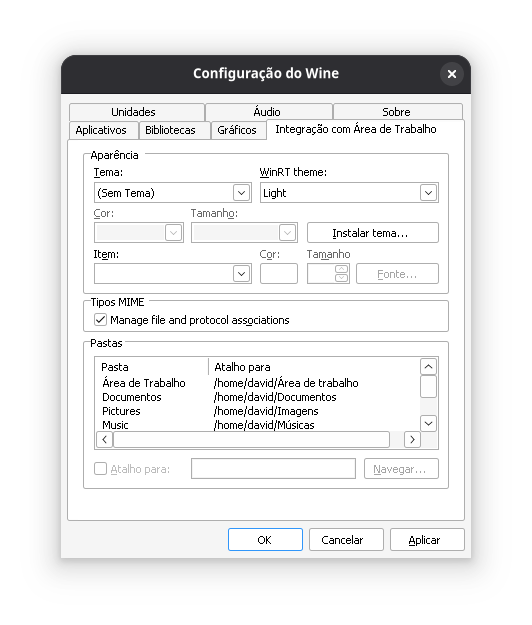 Configuração do Wine
Unidades Áudio Sobre
Aplicativos Bibliotecas Gráficos Integração com Área de Trabalho
Aparência
Tema: WinRT theme:
(Sem Tema) Light
Cor: Tamanho:
Instalar tema...
Item: Cor: Tamanho
Fonte...
Tipos MIME
Manage file and protocol associations
Pastas
Pasta Atalho para
Área de Trabalho /home/david/Área de trabalho
Documentos /home/david/Documentos
Pictures /home/david/Imagens
Music /home/david/Músicas
Atalho para: Navegar...
OK Cancelar Aplicar